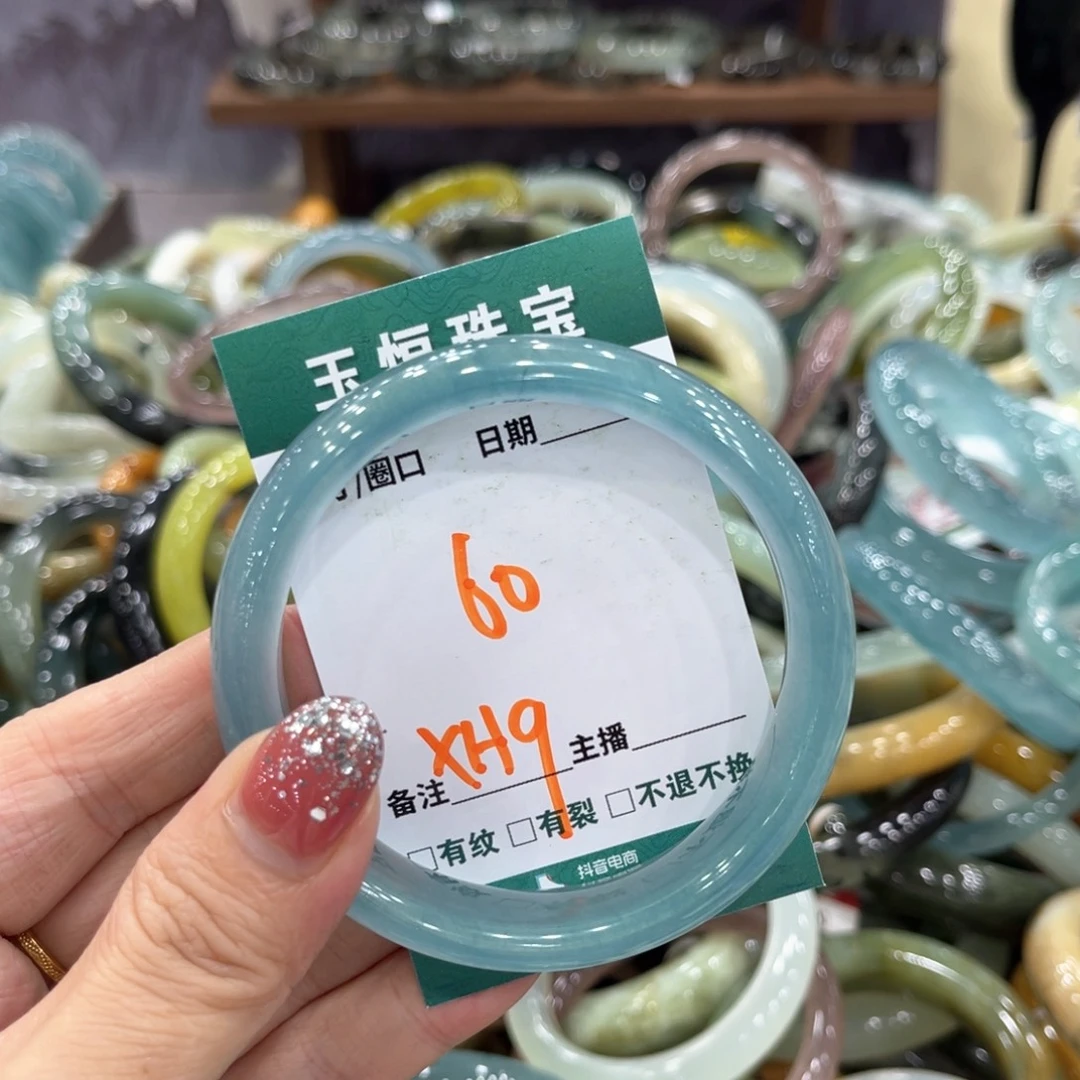 玉恒珠宝
/圈口 日期
60
XH9
备注 主播
□有纹 □有裂 □不退不换
抖音电商